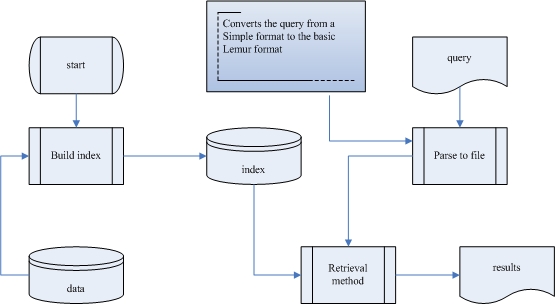 Converts the query from a
Simple format to the basic
Lemur format
start
query
Build index
index
Parse to file
data
Retrieval
method
results